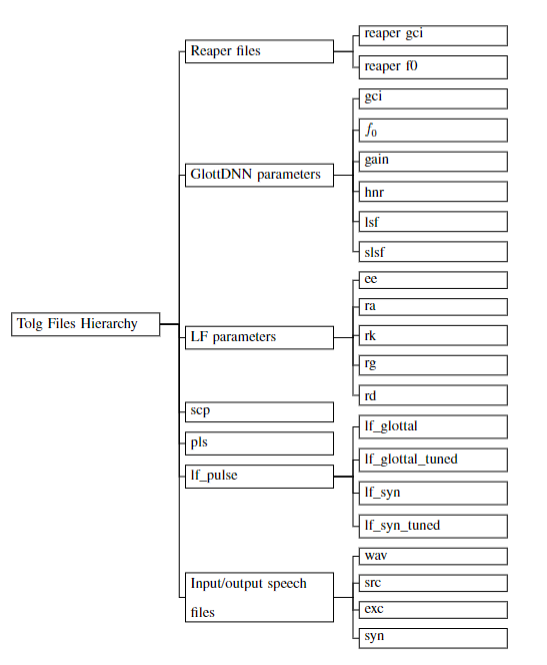 reaper gci
Reaper files
reaper f0
gci
f₀
GlottDNN parameters
gain
hnr
lsf
slsf
ee
ra
Tolg Files Hierarchy
LF parameters
rk
rg
rd
scp
lf_glottal
pls
lf_glottal_tuned
lf_pulse
lf_syn
lf_syn_tuned
wav
Input/output speech
files
src
exc
syn